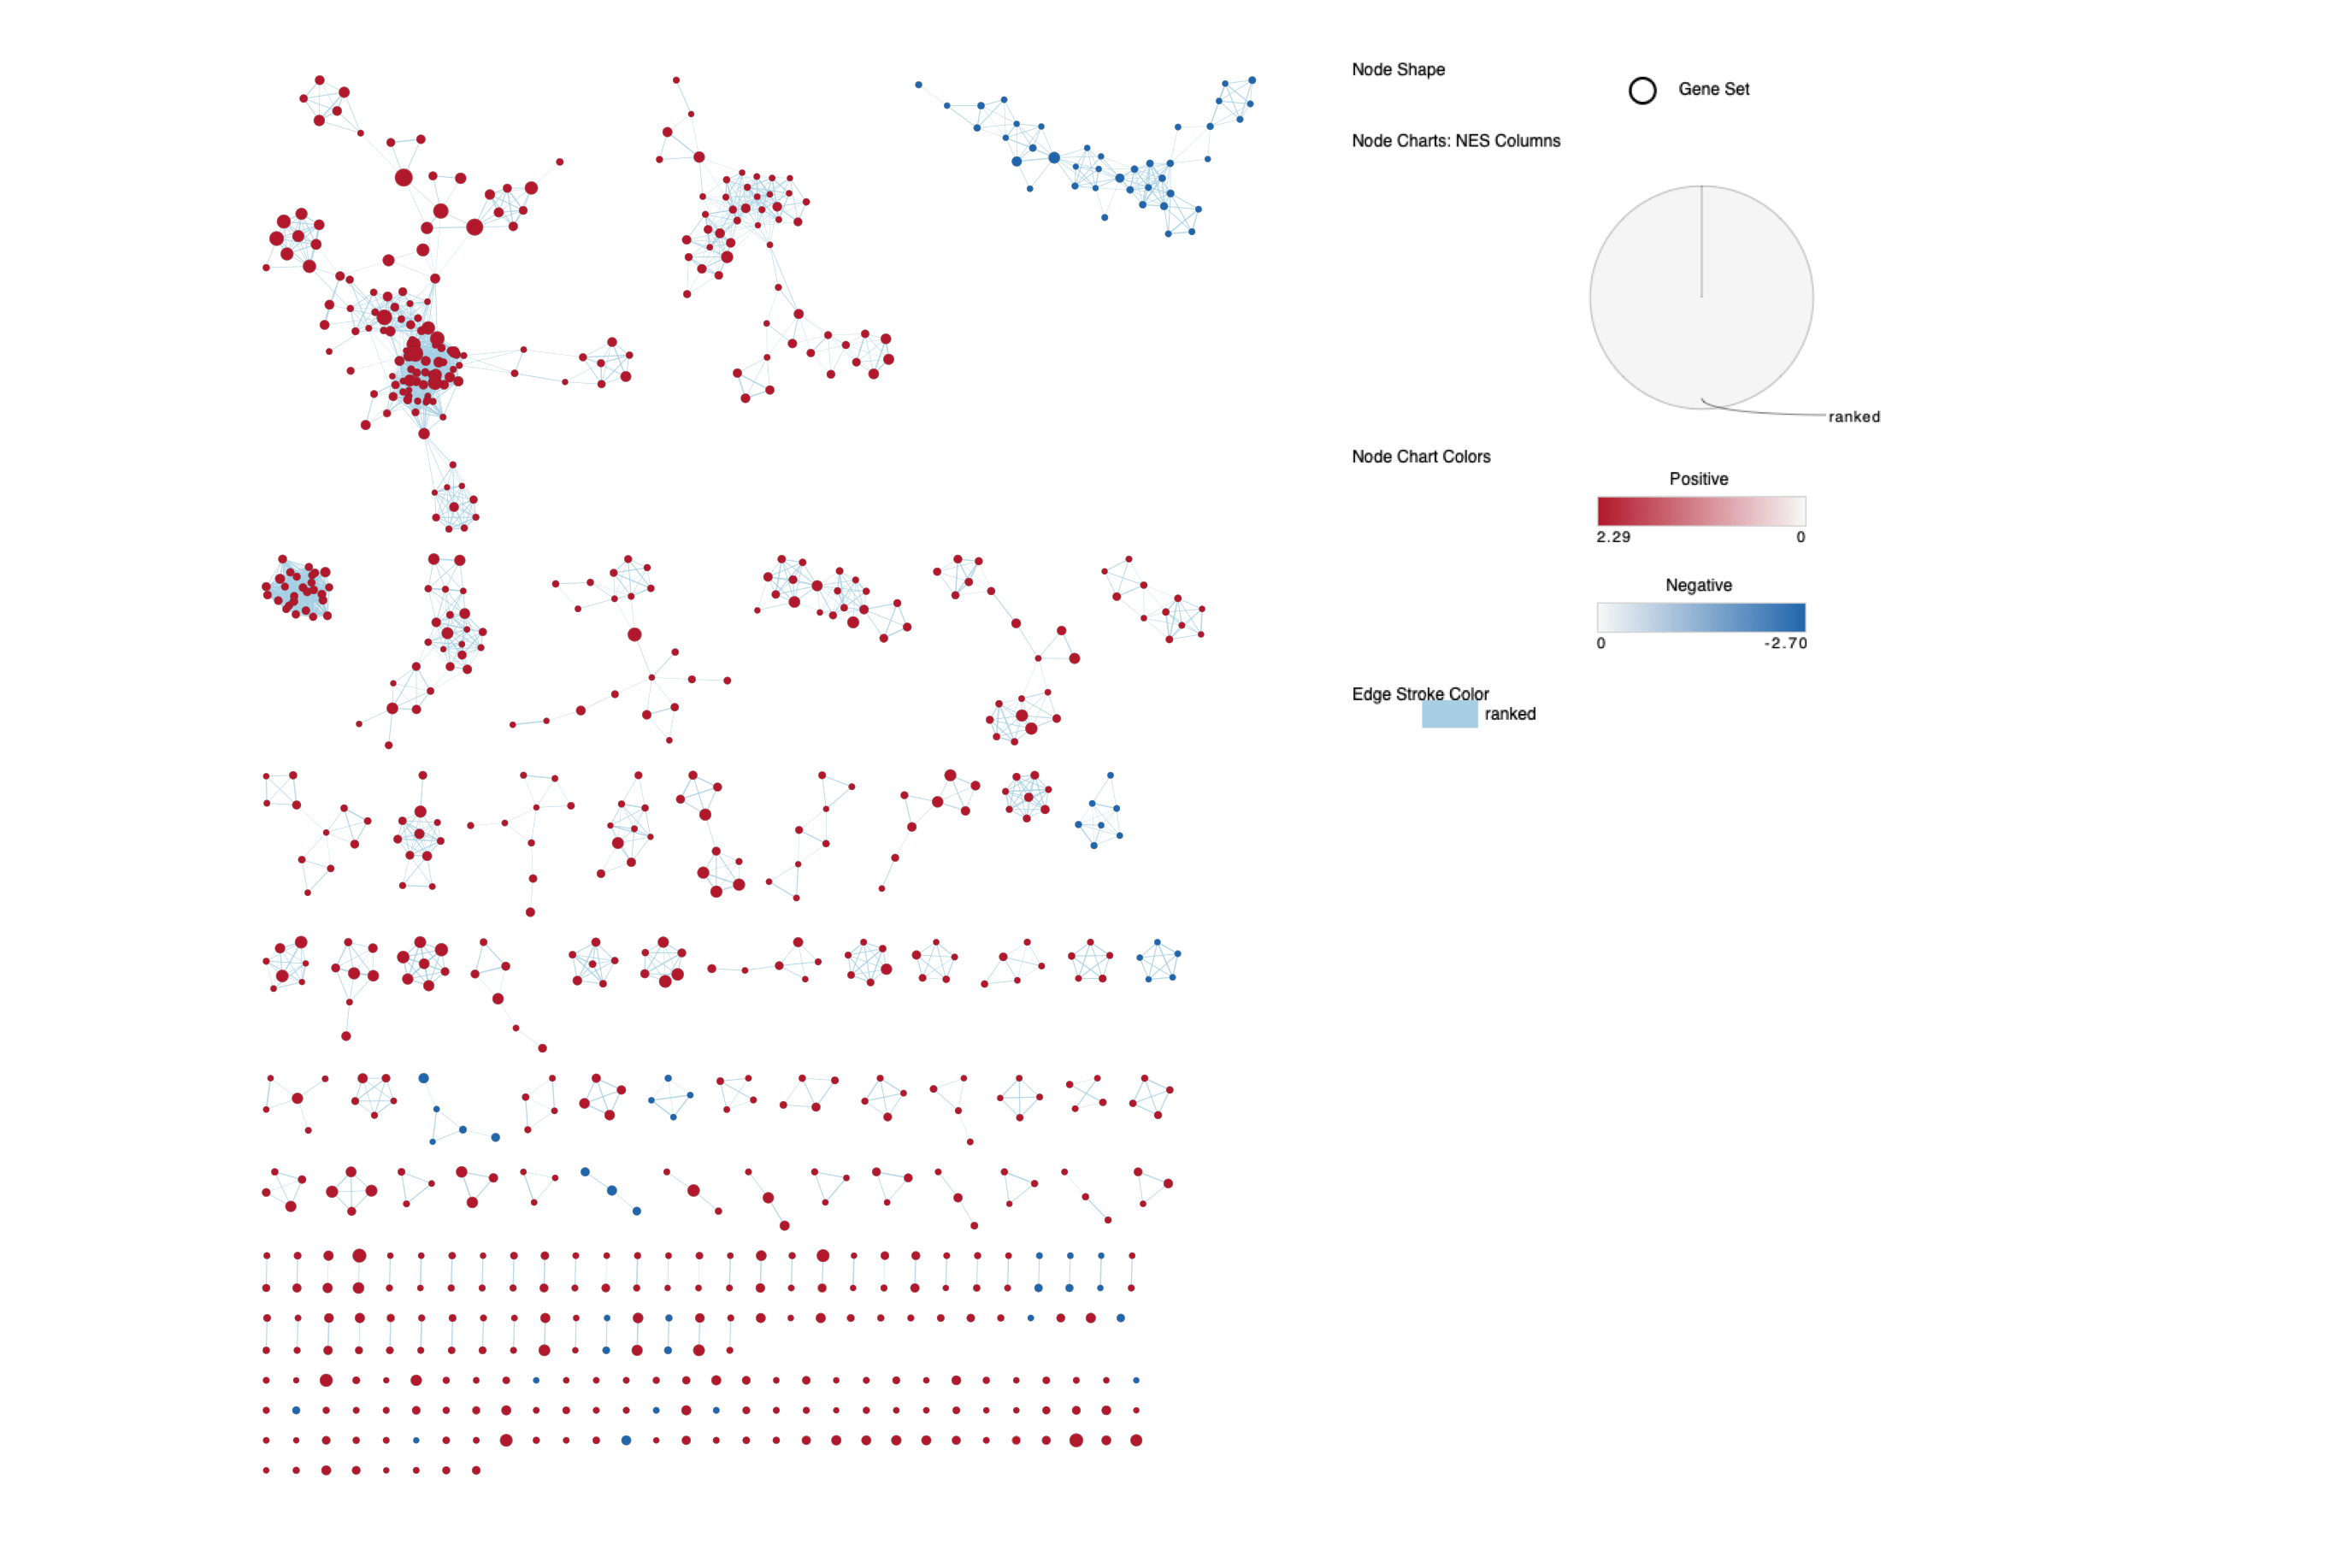 Node Shape
Gene Set
Node Charts: NES Columns
ranked
Node Chart Colors
Positive
2.29 0
Negative
0 -2.70
Edge Stroke Color
ranked